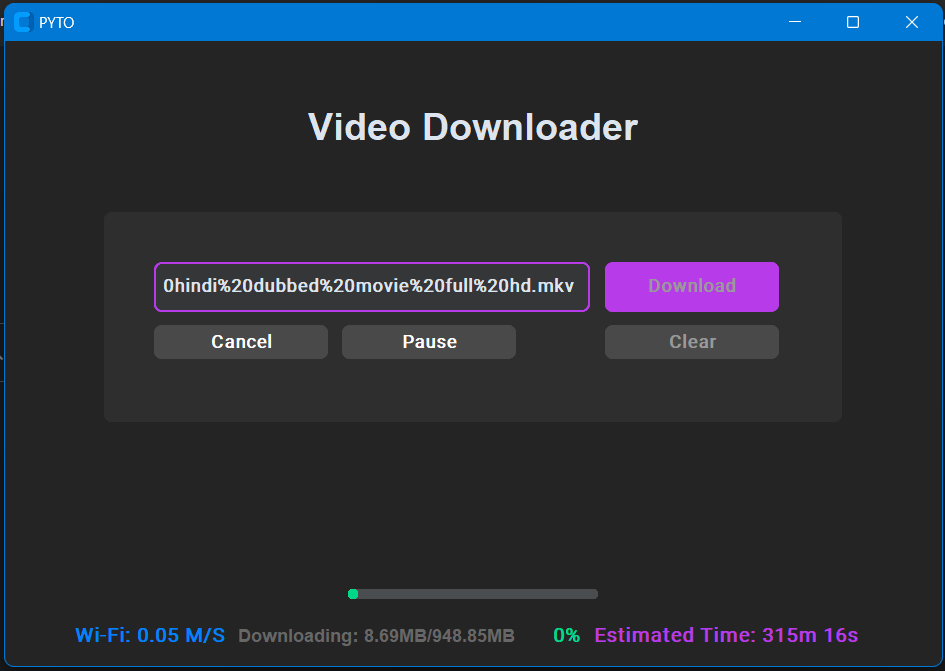 PYTO
Video Downloader
0hindi%20dubbed%20movie%20full%20hd.mkv Download
Cancel Pause Clear
Wi-Fi: 0.05 M/S Downloading: 8.69MB/948.85MB 0% Estimated Time: 315m 16s